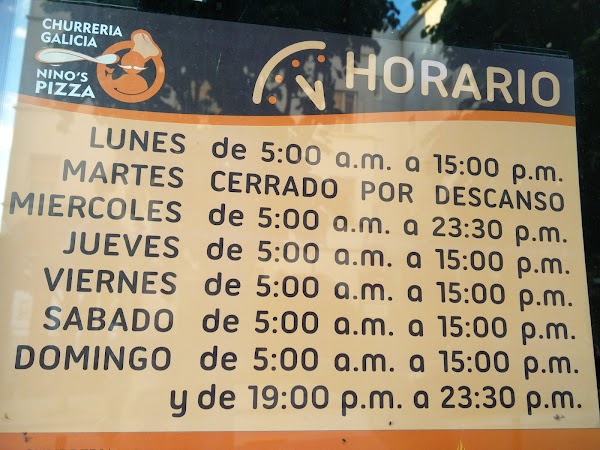 CHURRERIA
GALICIA
NINO'S
PIZZA
HORARIO
LUNES de 5:00 a.m. a 15:00 p.m.
MARTES CERRADO POR DESCANSO
MIERCOLES de 5:00 a.m. a 23:30 p.m.
JUEVES de 5:00 a.m. a 15:00 p.m.
VIERNES de 5:00 a.m. a 15:00 p.m.
SABADO de 5:00 a.m. a 15:00 p.m.
DOMINGO de 5:00 a.m. a 15:00 p.m.
y de 19:00 p.m. a 23:30 p.m.